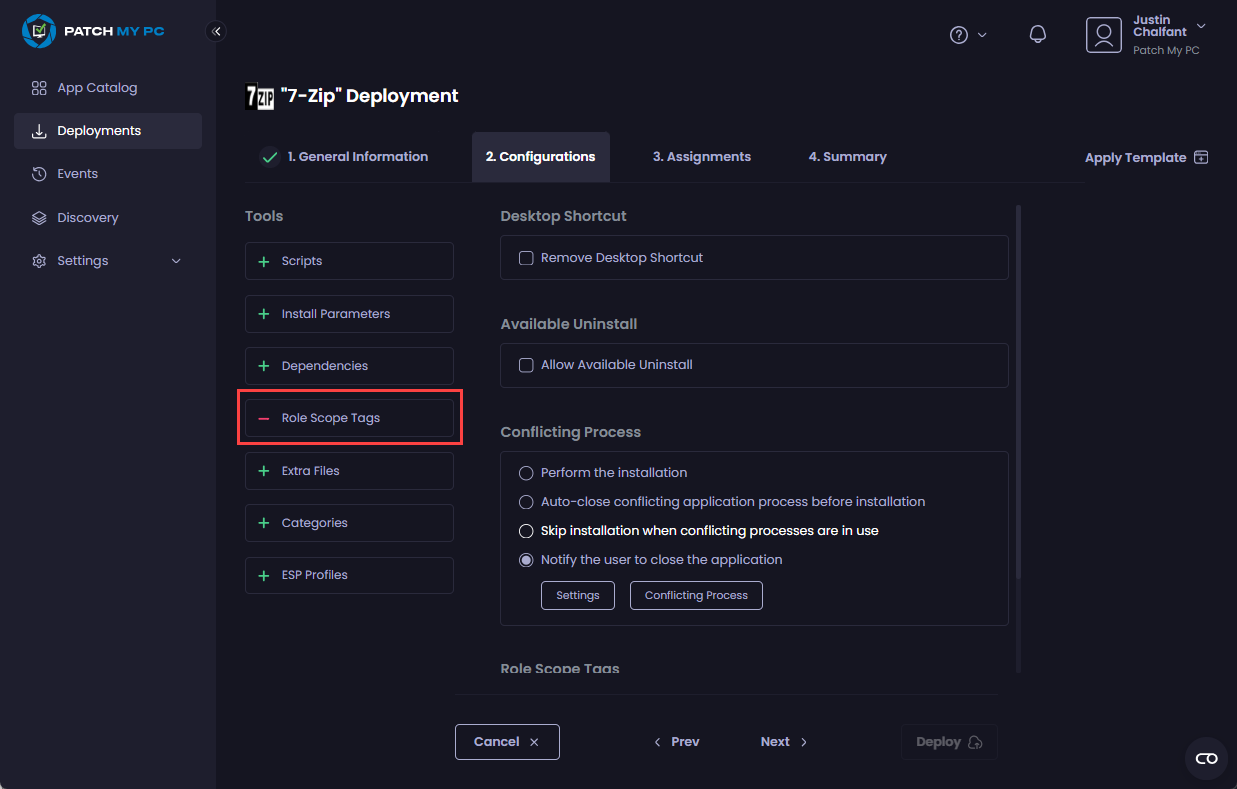 PATCH MY PC
Justin
Chalfant
Patch My PC
App Catalog
Deployments
Events
Discovery
Settings
7ZIP "7-Zip" Deployment
1. General Information
2. Configurations
3. Assignments
4. Summary
Apply Template
Tools
Scripts
Install Parameters
Dependencies
Role Scope Tags
Extra Files
Categories
ESP Profiles
Desktop Shortcut
Remove Desktop Shortcut
Available Uninstall
Allow Available Uninstall
Conflicting Process
Perform the installation
Auto-close conflicting application process before installation
Skip installation when conflicting processes are in use
Notify the user to close the application
Settings
Conflicting Process
Role Scope Tags
Cancel
Prev
Next
Deploy